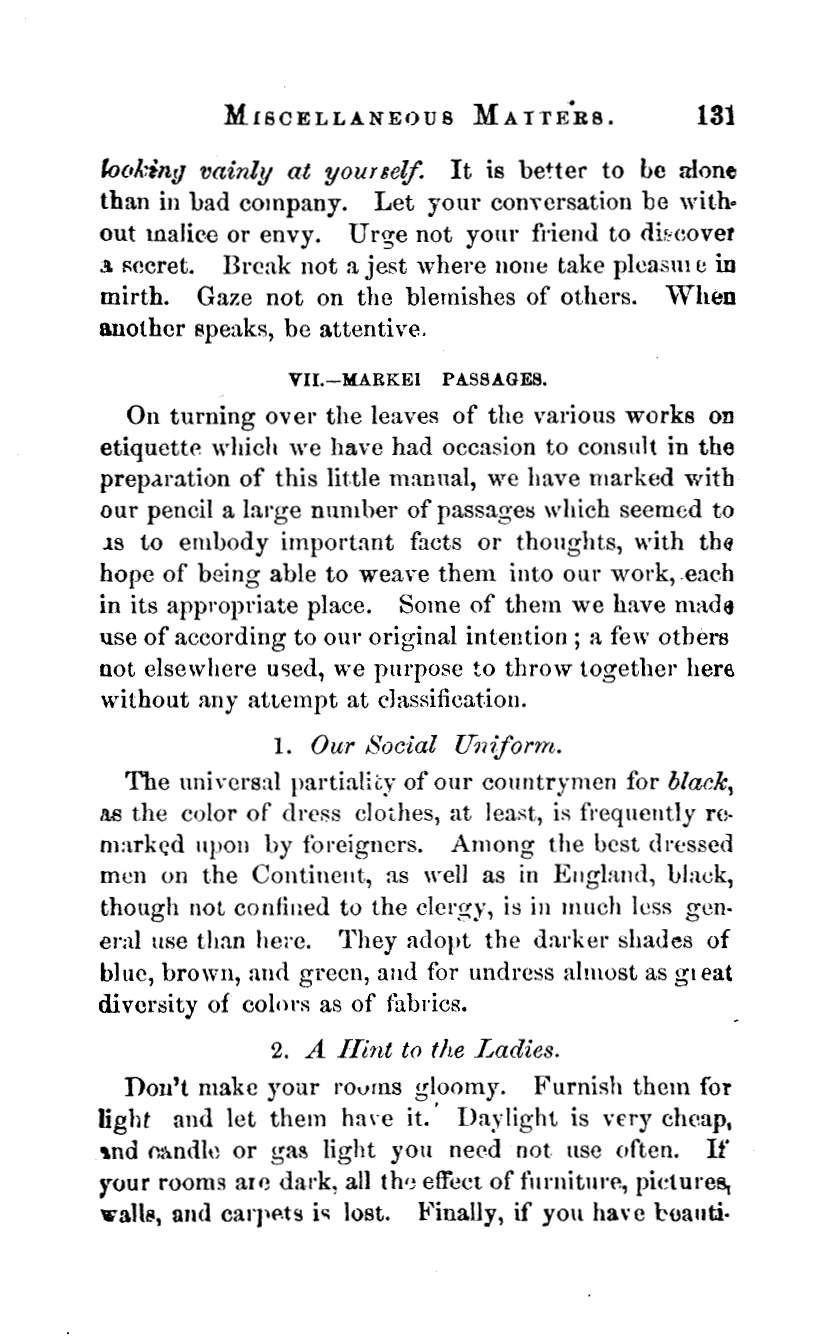 MISCELLANEOUS MATTERS. 131
looking vainly at yourself. It is better to be alone
than in bad company. Let your conversation be with-
out malice or envy. Urge not your friend to discover
a secret. Break not a jest where none take pleasure in
mirth. Gaze not on the blemishes of others. When
another speaks, be attentive.
VII.—MARKEI PASSAGES.
On turning over the leaves of the various works on
etiquette which we have had occasion to consult in the
preparation of this little manual, we have marked with
our pencil a large number of passages which seemed to
us to embody important facts or thoughts, with the
hope of being able to weave them into our work, each
in its appropriate place. Some of them we have made
use of according to our original intention ; a few others
not elsewhere used, we purpose to throw together here
without any attempt at classification.
1. Our Social Uniform.
The universal partiality of our countrymen for black,
as the color of dress clothes, at least, is frequently re-
marked upon by foreigners. Among the best dressed
men on the Continent, as well as in England, black,
though not confined to the clergy, is in much less gen-
eral use than here. They adopt the darker shades of
blue, brown, and green, and for undress almost as great
diversity of colors as of fabrics.
2. A Hint to the Ladies.
Don't make your rooms gloomy. Furnish them for
light and let them have it. Daylight is very cheap,
and candle or gas light you need not use often. If
your rooms are dark, all the effect of furniture, pictures,
walls, and carpets is lost. Finally, if you have beauti-